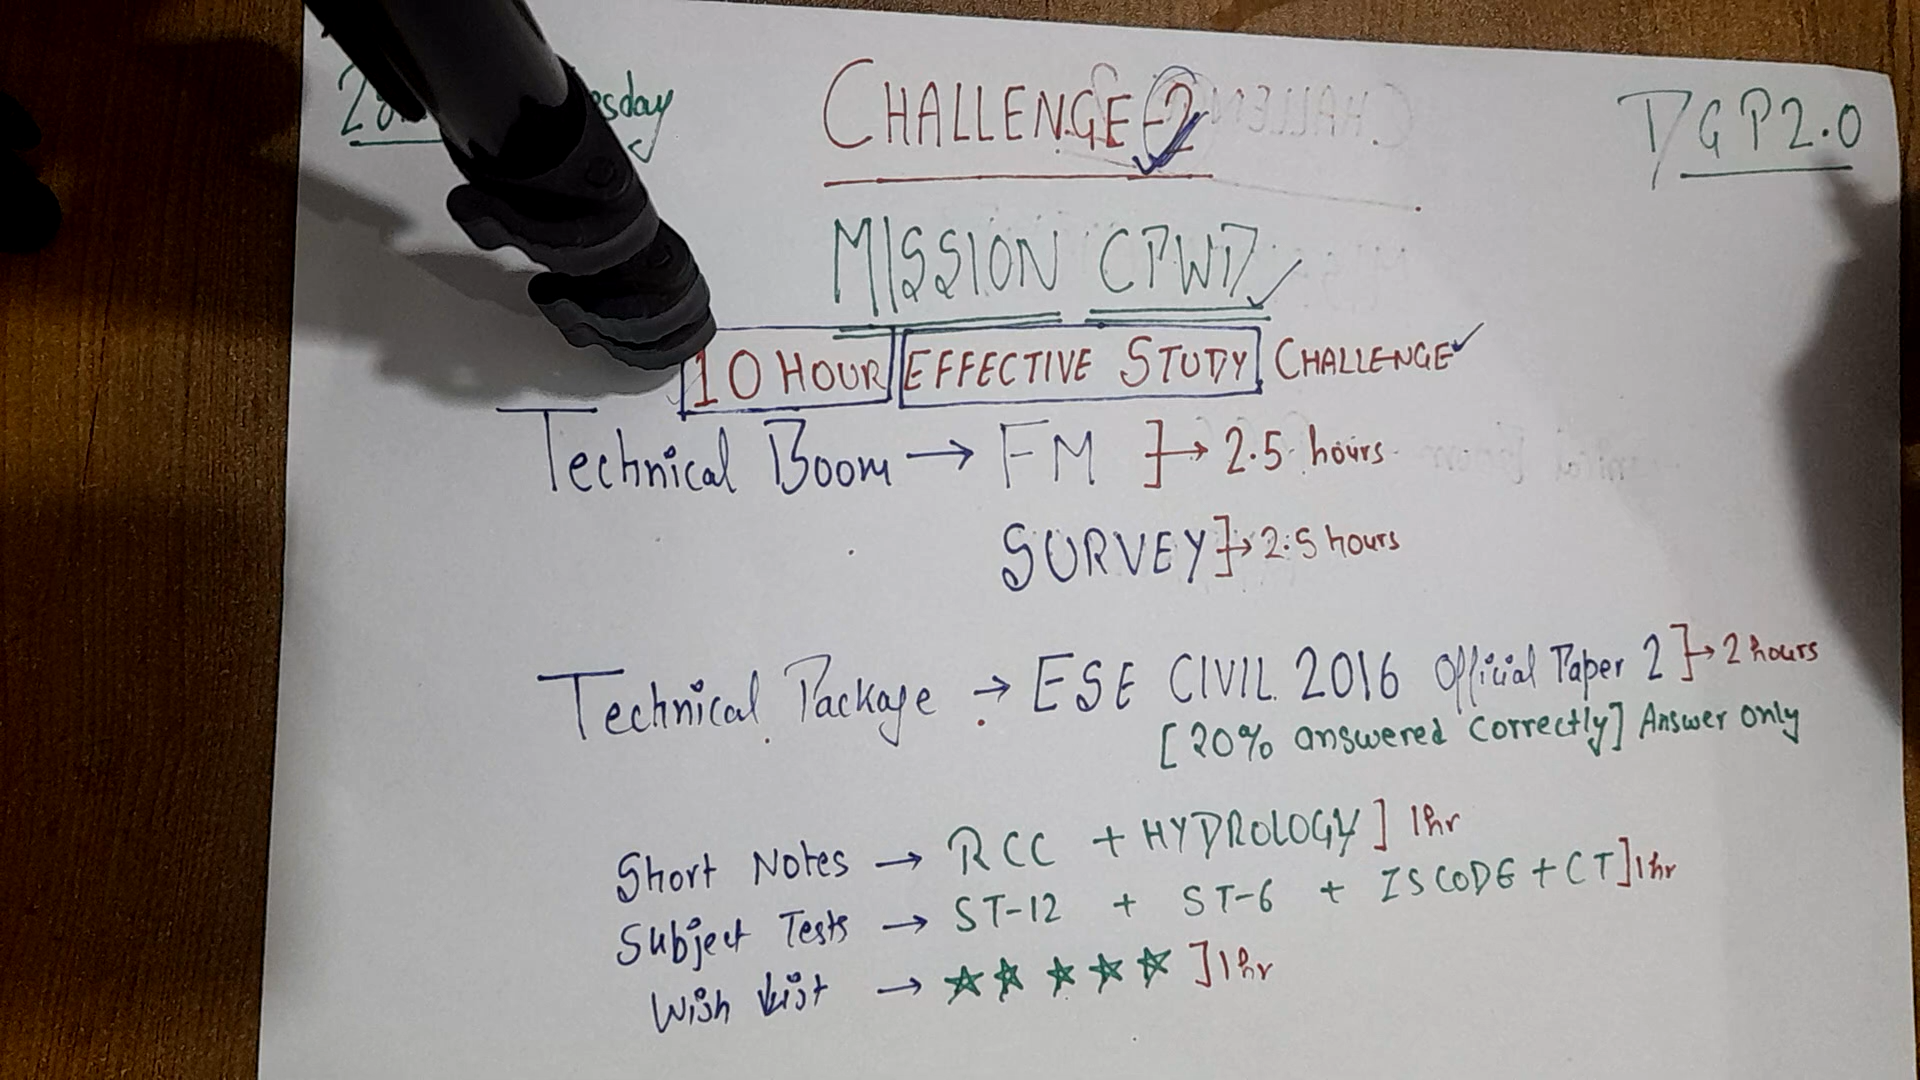 CHALLENGE-2
DGP2.0
MISSION CPWD
10 HOUR EFFECTIVE STUDY CHALLENGE
Technical Boom → FM ]→ 2.5 hours
SURVEY ]→ 2.5 hours
Technical Package → ESE CIVIL 2016 Official Paper 2 ]→ 2 hours
[20% answered correctly] Answer only
Short Notes → RCC + HYDROLOGY ] 1hr
Subject Tests → ST-12 + ST-6 + IS CODE + CT ] 1hr
Wish List → ☆ ☆ ☆ ☆ ☆ ] 1hr